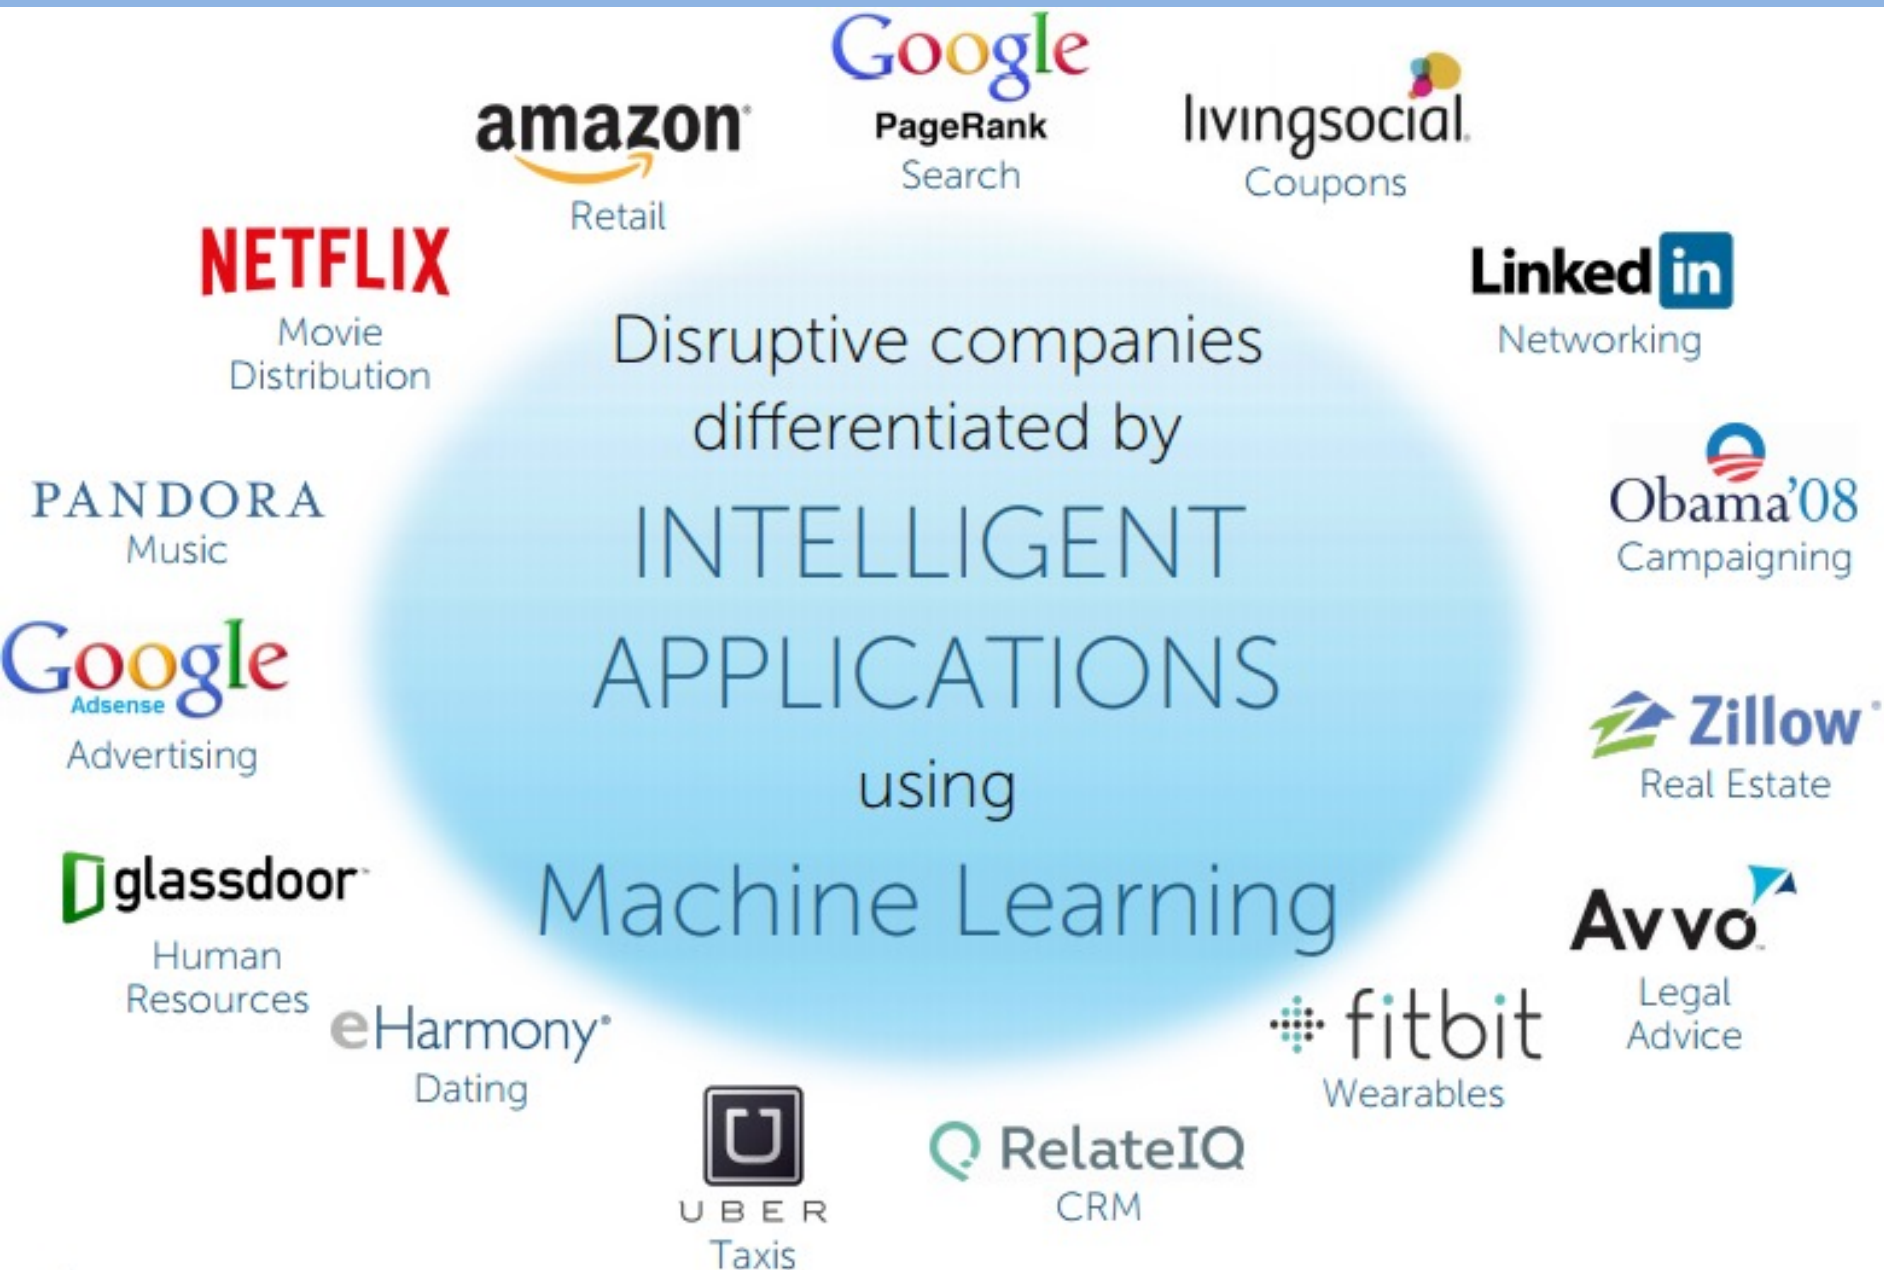 Google
PageRank
Search
amazon
Retail
livingsocial.
Coupons
NETFLIX
Movie
Distribution
Linked in
Networking
Disruptive companies
differentiated by
INTELLIGENT
APPLICATIONS
using
Machine Learning
PANDORA
Music
Obama'08
Campaigning
Google
Adsense
Advertising
Zillow
Real Estate
glassdoor
Human
Resources
Avvo
Legal
Advice
eHarmony
Dating
fitbit
Wearables
UBER
Taxis
RelateIQ
CRM